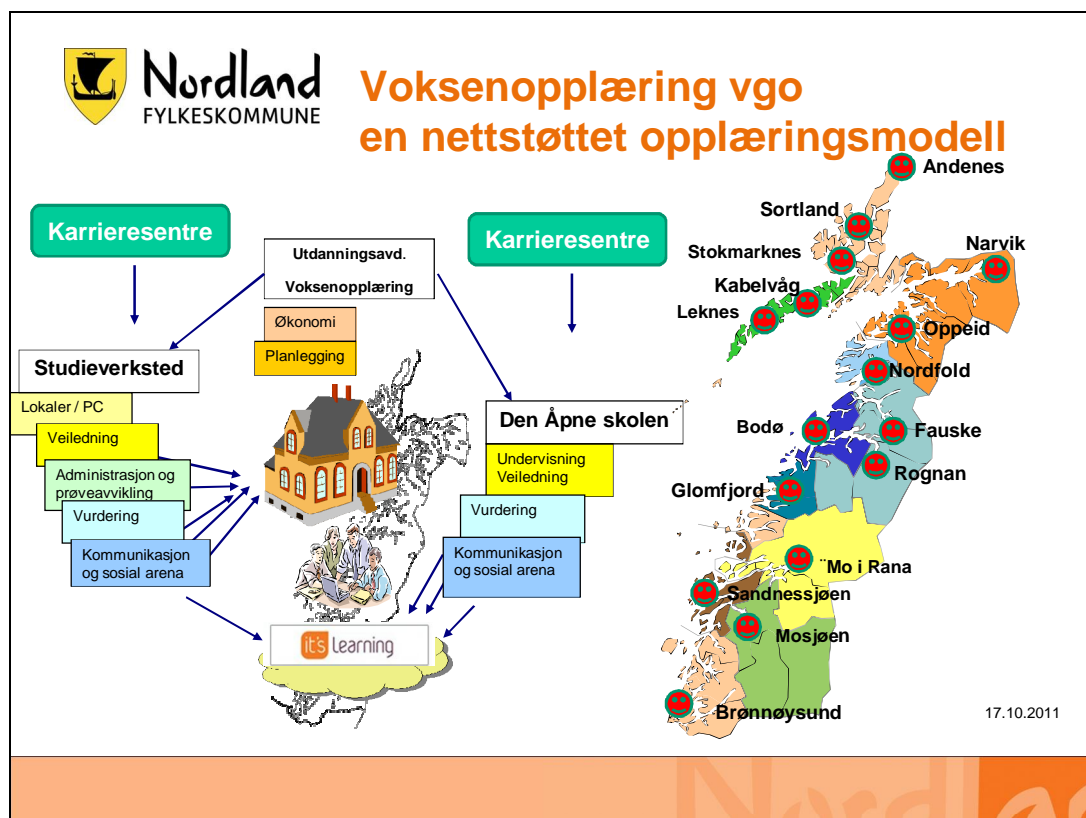 Nordland
FYLKESKOMMUNE
Voksenopplæring vgo
en nettstøttet opplæringsmodell
Karrieresentre
Utdanningsavd.
Voksenopplæring
Økonomi
Planlegging
Karrieresentre
Studieverksted
Lokaler / PC
Veiledning
Administrasjon og
prøveavvikling
Vurdering
Kommunikasjon
og sosial arena
Den Åpne skolen
Undervisning
Veiledning
Vurdering
Kommunikasjon
og sosial arena
it's learning
Andenes
Sortland
Stokmarknes
Narvik
Kabelvåg
Leknes
Oppeid
Nordfold
Bodø
Fauske
Rognan
Glomfjord
¨Mo i Rana
Sandnessjøen
Mosjøen
Brønnøysund
17.10.2011